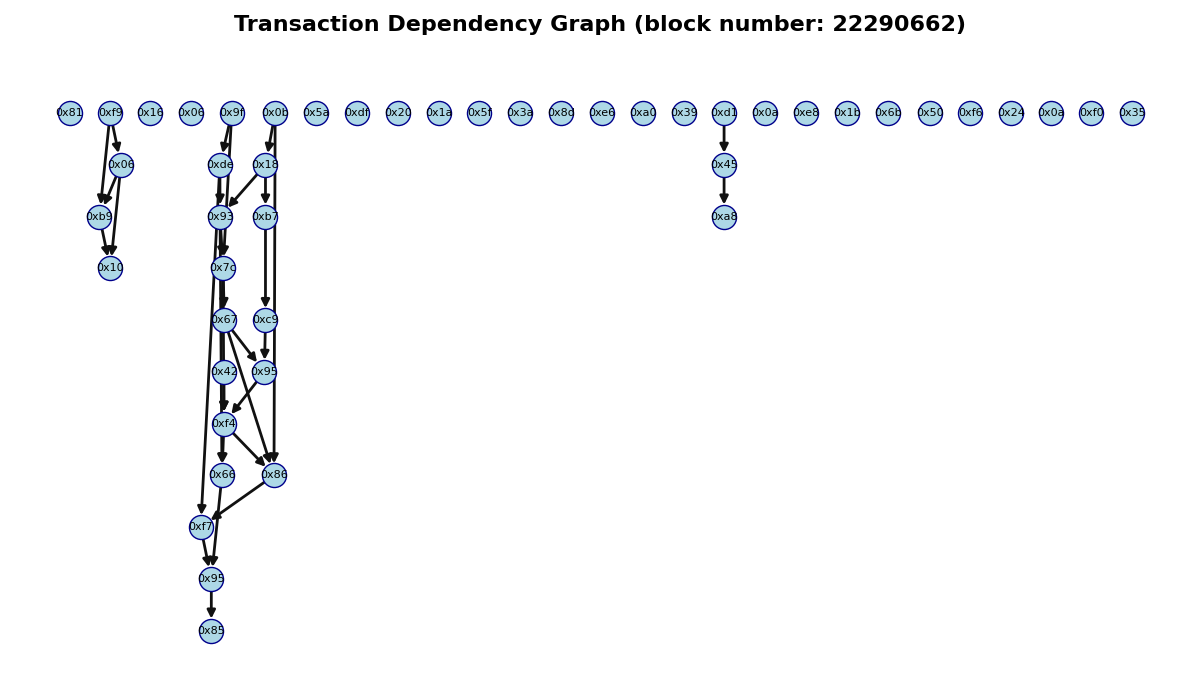 Transaction Dependency Graph (block number: 22290662)
0x81 0xf9 0x16 0x06 0x9f 0x0b 0x5a 0xdf 0x20 0x1a 0x5f 0x3a 0x8d 0xe6 0xa0 0x39 0xd1 0x0a 0xe8 0x1b 0x6b 0x50 0xf6 0x24 0x0a 0xf0 0x35
0x06 0xde 0x18 0x45
0xb9 0x93 0xb7 0xa8
0x10 0x7c
0x67 0xc9
0x42 0x95
0xf4
0x66 0x86
0xf7
0x95
0x85